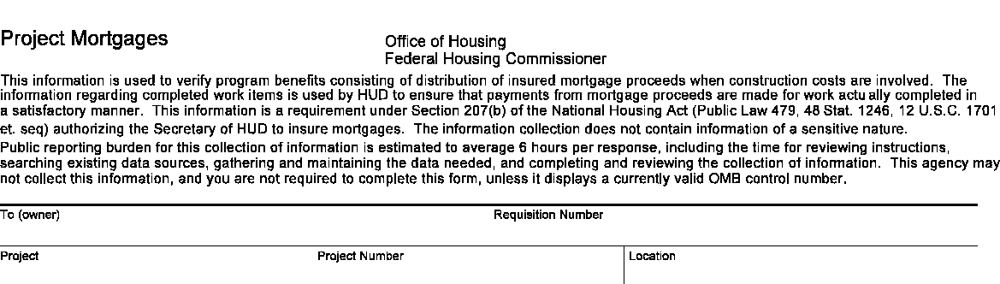 Project Mortgages
Office of Housing
Federal Housing Commissioner
This information is used to verify program benefits consisting of distribution of insured mortgage proceeds when construction costs are involved. The
information regarding completed work items is used by HUD to ensure that payments from mortgage proceeds are made for work actually completed in
a satisfactory manner. This information is a requirement under Section 207(b) of the National Housing Act (Public Law 479, 48 Stat. 1246, 12 U.S.C. 1701
et. seq) authorizing the Secretary of HUD to insure mortgages. The information collection does not contain information of a sensitive nature.
Public reporting burden for this collection of information is estimated to average 6 hours per response, including the time for reviewing instructions,
searching existing data sources, gathering and maintaining the data needed, and completing and reviewing the collection of information. This agency may
not collect this information, and you are not required to complete this form, unless it displays a currently valid OMB control number.
To (owner) Requisition Number
Project Project Number Location